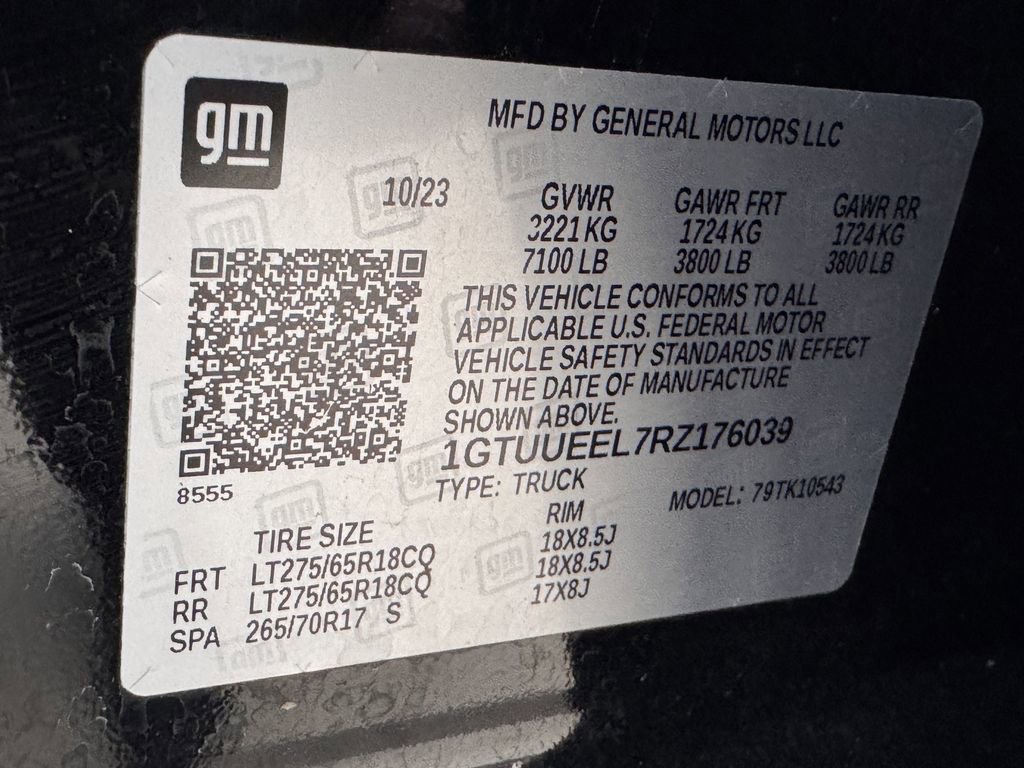 gm
MFD BY GENERAL MOTORS LLC
10/23
GVWR GAWR FRT GAWR RR
3221 KG 1724 KG 1724 KG
7100 LB 3800 LB 3800 LB
THIS VEHICLE CONFORMS TO ALL
APPLICABLE U.S. FEDERAL MOTOR
VEHICLE SAFETY STANDARDS IN EFFECT
ON THE DATE OF MANUFACTURE
SHOWN ABOVE.
1GTUUEEL7RZ176039
8555
TYPE: TRUCK MODEL: 79TK10543
TIRE SIZE RIM
FRT LT275/65R18CQ 18X8.5J
RR LT275/65R18CQ 18X8.5J
SPA 265/70R17 S 17X8J